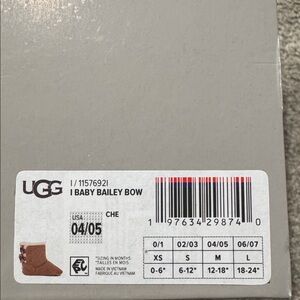 UGG
I / 1157692I
I BABY BAILEY BOW
USA
04/05
CHE
1 97634 29874 0
*SIZING IN MONTHS
*TAILLES EN MOIS
MADE IN VIETNAM
FABRIQUE AU VIETNAM
0/1 02/03 04/05 06/07
XS S M L
0-6* 6-12* 12-18* 18-24*